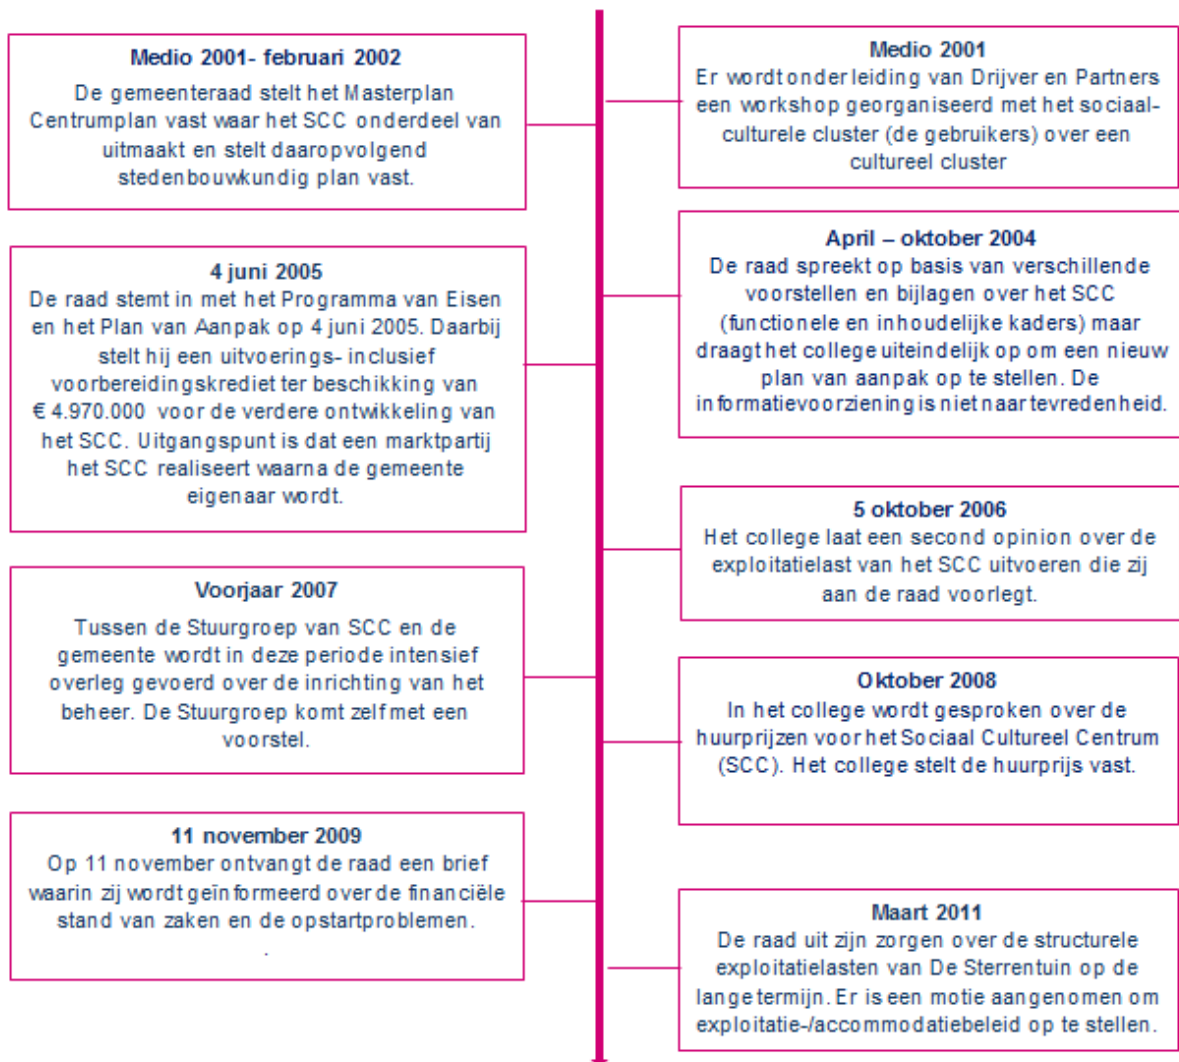 Medio 2001- februari 2002
De gemeenteraad stelt het Masterplan
Centrumplan vast waar het SCC onderdeel van
uitmaakt en stelt daaropvolgend
stedenbouwkundig plan vast.
Medio 2001
Er wordt onder leiding van Drijver en Partners
een workshop georganiseerd met het sociaal-
culturele cluster (de gebruikers) over een
cultureel cluster
April – oktober 2004
De raad spreekt op basis van verschillende
voorstellen en bijlagen over het SCC
(functionele en inhoudelijke kaders) maar
draagt het college uiteindelijk op om een nieuw
plan van aanpak op te stellen. De
informatievoorziening is niet naar tevredenheid.
4 juni 2005
De raad stemt in met het Programma van Eisen
en het Plan van Aanpak op 4 juni 2005. Daarbij
stelt hij een uitvoerings- inclusief
voorbereidingskrediet ter beschikking van
€ 4.970.000 voor de verdere ontwikkeling van
het SCC. Uitgangspunt is dat een marktpartij
het SCC realiseert waarna de gemeente
eigenaar wordt.
5 oktober 2006
Het college laat een second opinion over de
exploitatielast van het SCC uitvoeren die zij
aan de raad voorlegt.
Voorjaar 2007
Tussen de Stuurgroep van SCC en de
gemeente wordt in deze periode intensief
overleg gevoerd over de inrichting van het
beheer. De Stuurgroep komt zelf met een
voorstel.
Oktober 2008
In het college wordt gesproken over de
huurprijzen voor het Sociaal Cultureel Centrum
(SCC). Het college stelt de huurprijs vast.
11 november 2009
Op 11 november ontvangt de raad een brief
waarin zij wordt geïnformeerd over de financiële
stand van zaken en de opstartproblemen.
.
Maart 2011
De raad uit zijn zorgen over de structurele
exploitatielasten van De Sterrentuin op de
lange termijn. Er is een motie aangenomen om
exploitatie-/accommodatiebeleid op te stellen.